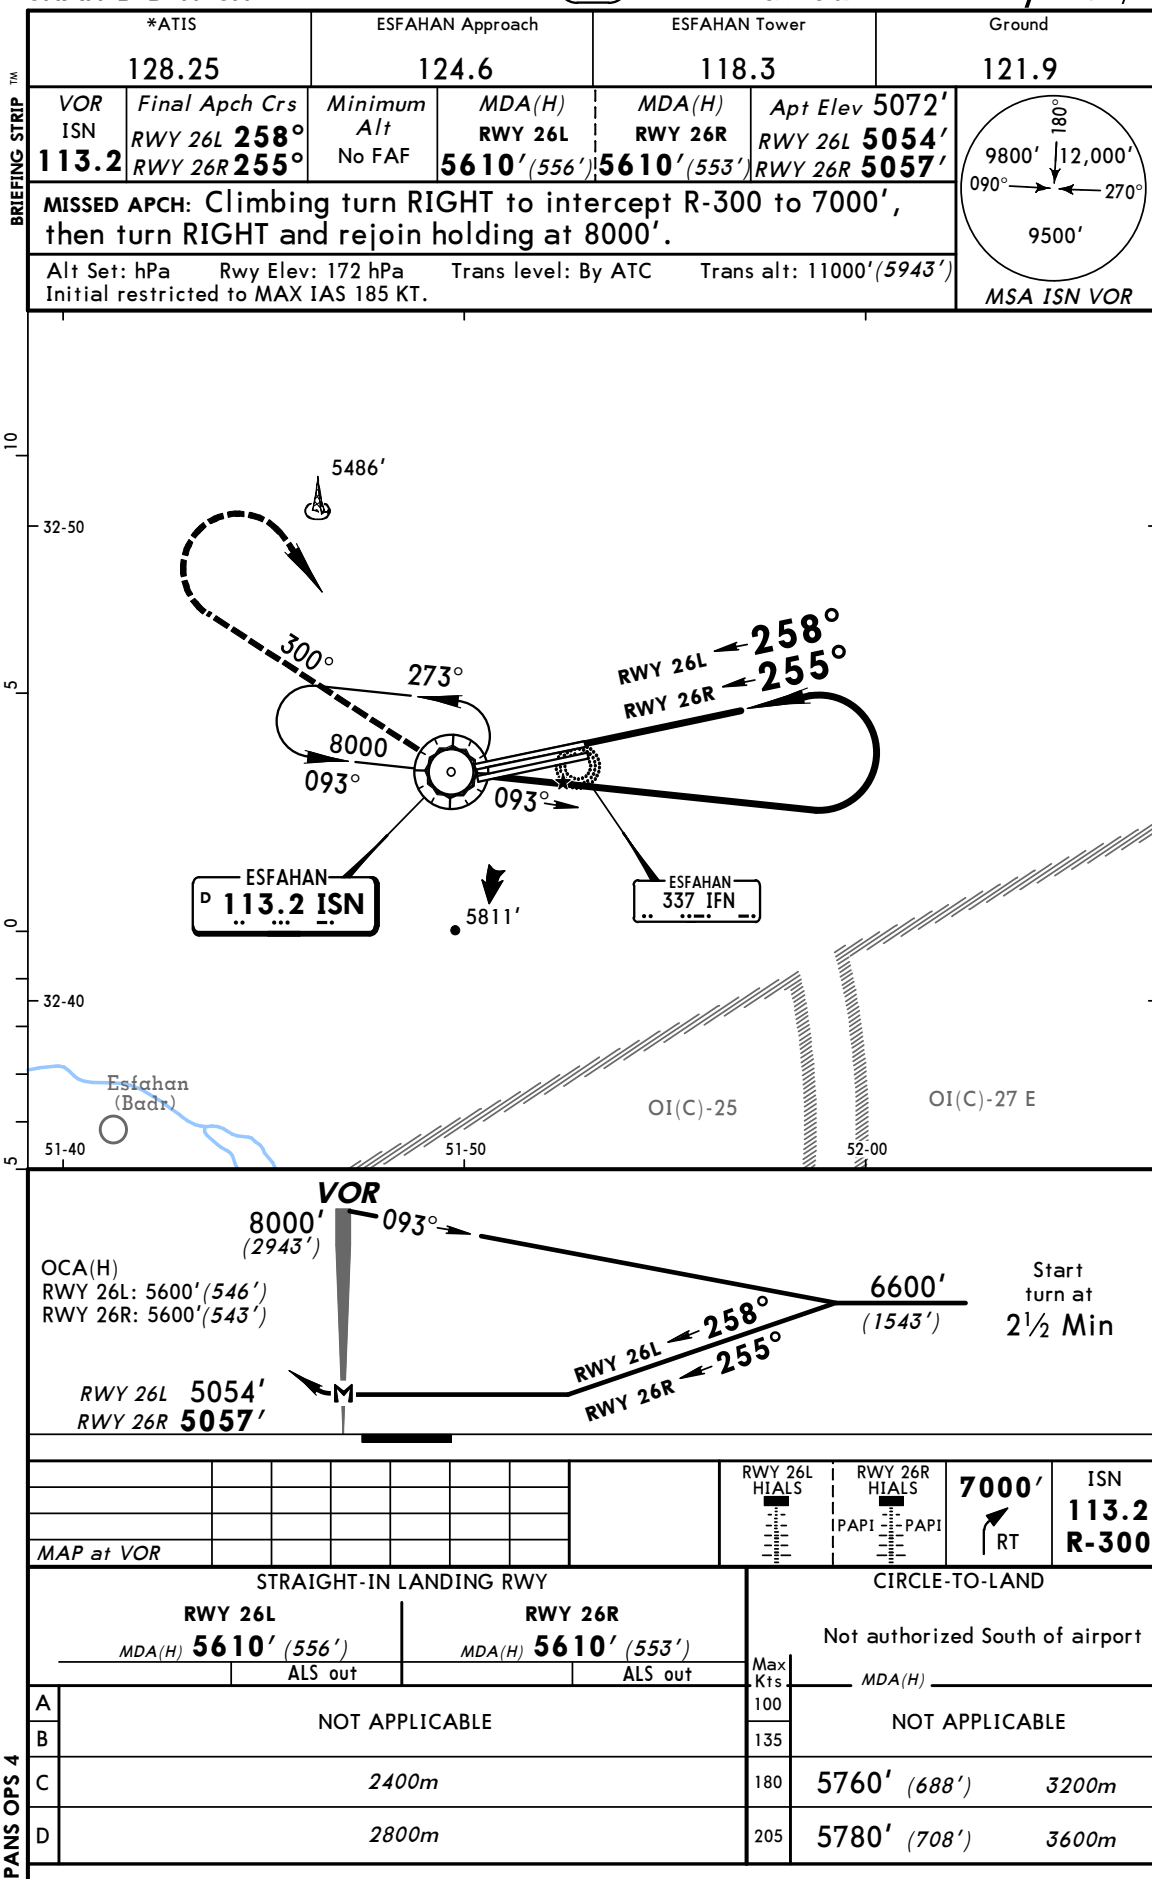 *ATIS
128.25
ESFAHAN Approach
124.6
ESFAHAN Tower
118.3
Ground
121.9
BRIEFING STRIP TM
VOR
ISN
113.2
Final Apch Crs
RWY 26L 258°
RWY 26R 255°
Minimum
Alt
No FAF
MDA(H)
RWY 26L
5610'(556')
MDA(H)
RWY 26R
5610'(553')
Apt Elev 5072'
RWY 26L 5054'
RWY 26R 5057'
180°
9800' 12,000'
090° 270°
9500'
MSA ISN VOR
MISSED APCH: Climbing turn RIGHT to intercept R-300 to 7000',
then turn RIGHT and rejoin holding at 8000'.
Alt Set: hPa Rwy Elev: 172 hPa Trans level: By ATC Trans alt: 11000'(5943')
Initial restricted to MAX IAS 185 KT.
10
5486'
32-50
5
300°
273°
8000
093°
RWY 26L 258°
RWY 26R 255°
093°
ESFAHAN
D 113.2 ISN
ESFAHAN
337 IFN
5811'
0
32-40
Esfahan
(Badr)
OI(C)-25
OI(C)-27 E
5
51-40
51-50
52-00
VOR
8000'
(2943')
093°
OCA(H)
RWY 26L: 5600'(546')
RWY 26R: 5600'(543')
6600'
(1543')
Start
turn at
2½ Min
RWY 26L 258°
RWY 26R 255°
M
RWY 26L 5054'
RWY 26R 5057'
MAP at VOR
RWY 26L
HIALS
RWY 26R
HIALS
PAPI PAPI
7000'
RT
ISN
113.2
R-300
STRAIGHT-IN LANDING RWY
RWY 26L
MDA(H) 5610' (556')
ALS out
RWY 26R
MDA(H) 5610' (553')
ALS out
CIRCLE-TO-LAND
Not authorized South of airport
Max
Kts
MDA(H)
A
B
NOT APPLICABLE
100
135
NOT APPLICABLE
C 2400m 180 5760' (688') 3200m
D 2800m 205 5780' (708') 3600m
PANS OPS 4